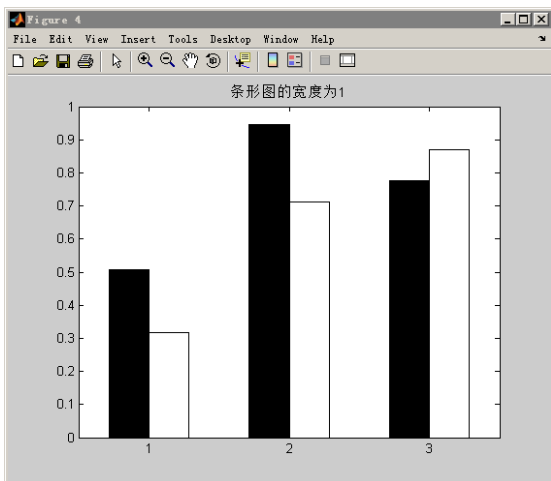 Figure 4
File Edit View Insert Tools Desktop Window Help
条形图的宽度为1
1
0.9
0.8
0.7
0.6
0.5
0.4
0.3
0.2
0.1
0
1 2 3